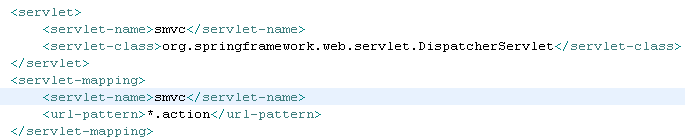 <servlet>
<servlet-name>smvc</servlet-name>
<servlet-class>org.springframework.web.servlet.DispatcherServlet</servlet-class>
</servlet>
<servlet-mapping>
<servlet-name>smvc</servlet-name>
<url-pattern>*.action</url-pattern>
</servlet-mapping>